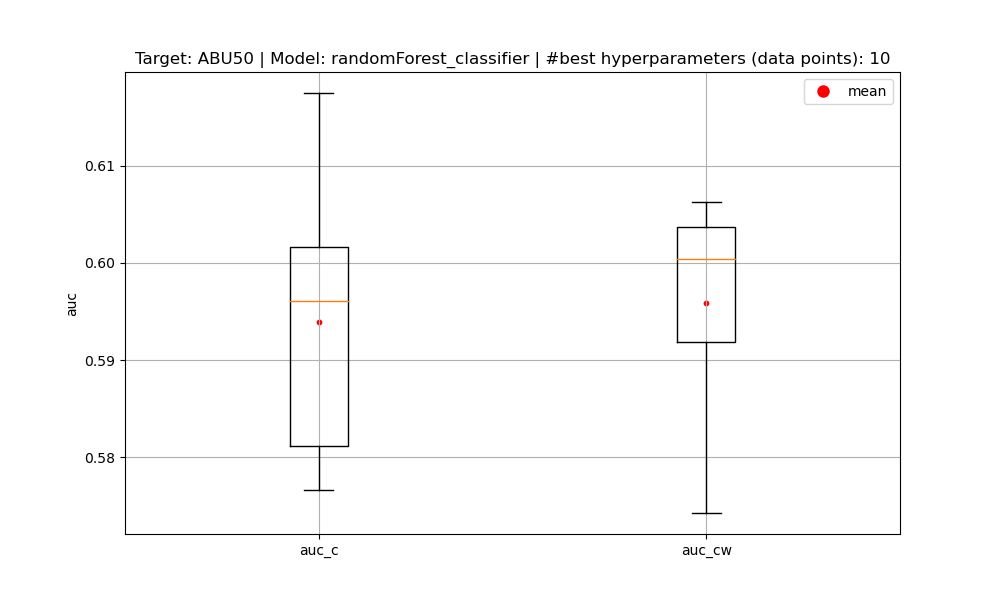 Target: ABU50 | Model: randomForest_classifier | #best hyperparameters (data points): 10
mean
0.61
0.60
0.59
0.58
auc
auc_c
auc_cw